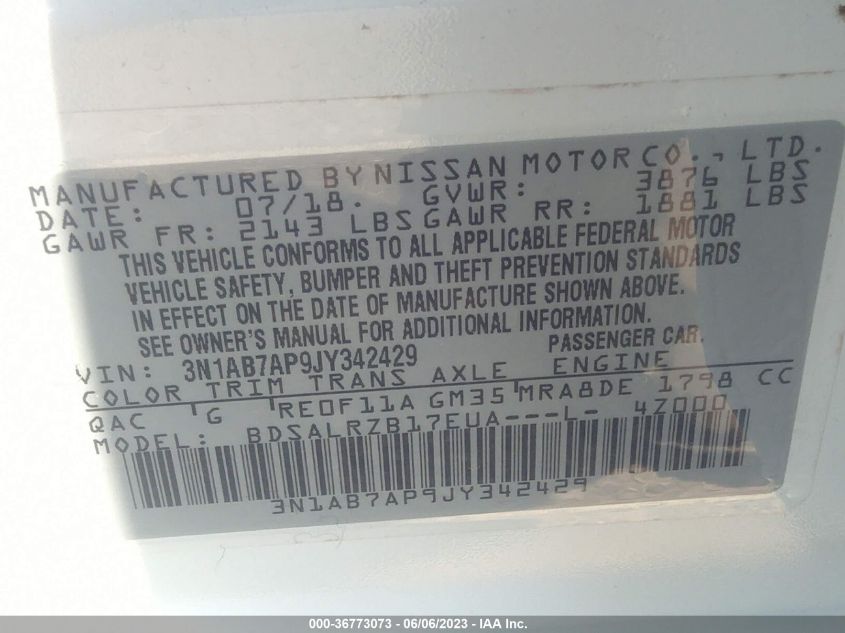 MANUFACTURED BY NISSAN MOTOR CO., LTD.
DATE: 07/18. GVWR: 3876 LBS
GAWR FR: 2143 LBS GAWR RR: 1881 LBS
THIS VEHICLE CONFORMS TO ALL APPLICABLE FEDERAL MOTOR
VEHICLE SAFETY, BUMPER AND THEFT PREVENTION STANDARDS
IN EFFECT ON THE DATE OF MANUFACTURE SHOWN ABOVE.
SEE OWNER'S MANUAL FOR ADDITIONAL INFORMATION.
VIN: 3N1AB7AP9JY342429 PASSENGER CAR.
COLOR TRIM TRANS AXLE ENGINE
QAC G RE0F11A GM35 MRA8DE 1798 CC
MODEL: BDSALRZB17EUA---L- 4Z000
3N1AB7AP9JY342429
000-36773073 - 06/06/2023 - IAA Inc.